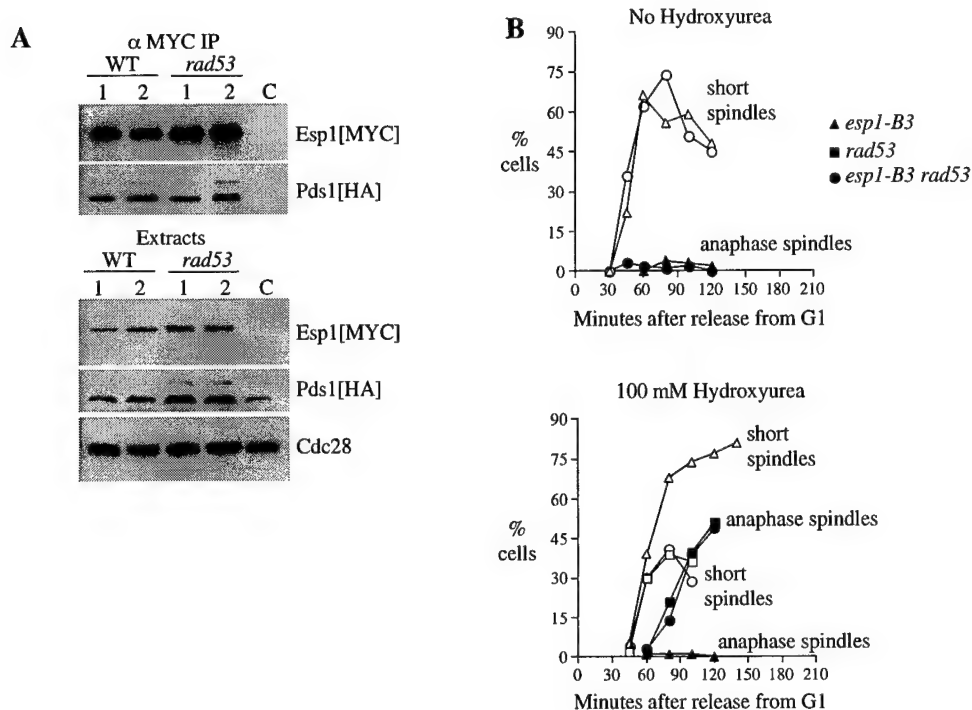 A
α MYC IP
WT rad53
1 2 1 2 C
Esp1[MYC]
Pds1[HA]
Extracts
WT rad53
1 2 1 2 C
Esp1[MYC]
Pds1[HA]
Cdc28
B
No Hydroxyurea
90
75
60
45
30
15
0
% cells
short spindles
anaphase spindles
▲ esp1-B3
■ rad53
● esp1-B3 rad53
0 30 60 90 120 150 180 210
Minutes after release from G1
100 mM Hydroxyurea
90
75
60
45
30
15
0
% cells
short spindles
anaphase spindles
short spindles
anaphase spindles
0 30 60 90 120 150 180 210
Minutes after release from G1